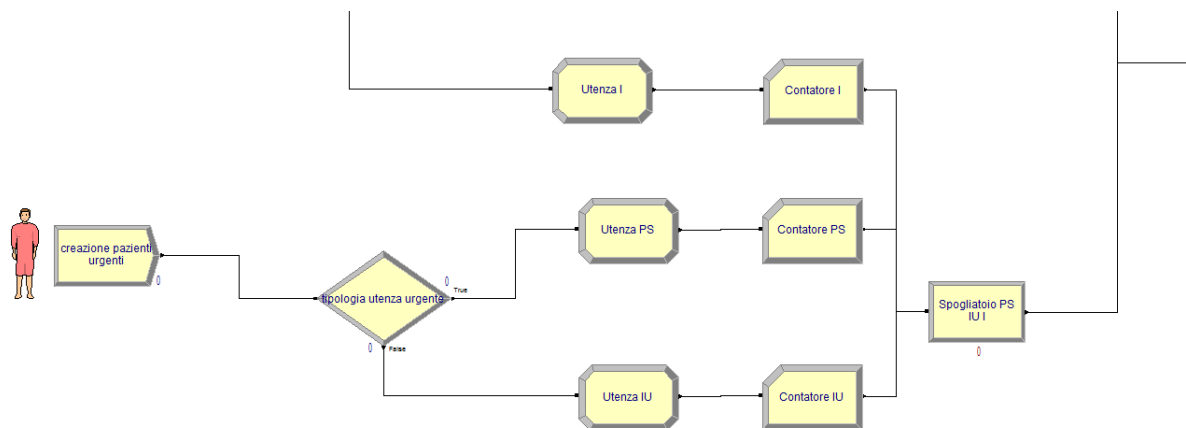 Utenza I
Contatore I
creazione pazienti
urgenti
0
tipologia utenza urgente
0
True
0
False
Utenza PS
Contatore PS
Utenza IU
Contatore IU
Spogliatoio PS
IU I
0